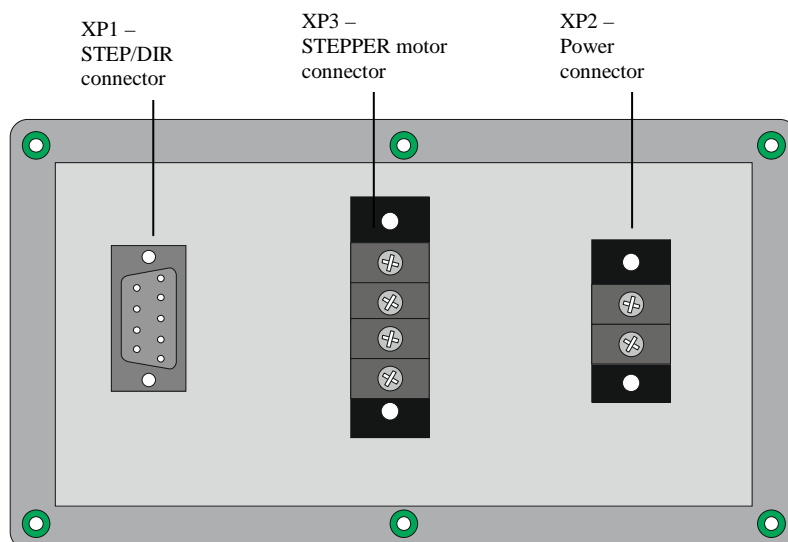 XP1 –
STEP/DIR
connector
XP3 –
STEPPER motor
connector
XP2 –
Power
connector